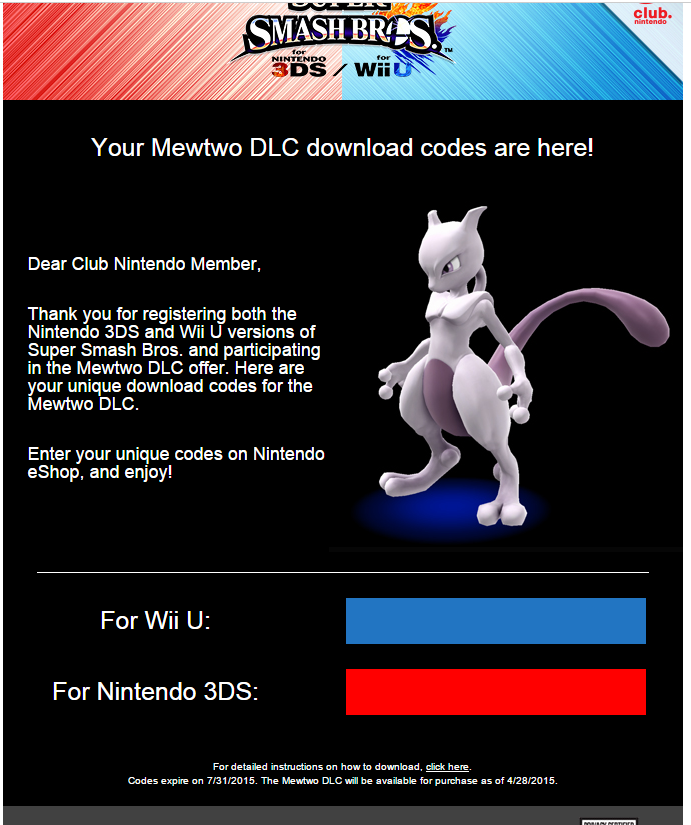 SUPER
SMASH BROS.™
for NINTENDO 3DS / for Wii U
club.
nintendo
Your Mewtwo DLC download codes are here!
Dear Club Nintendo Member,
Thank you for registering both the
Nintendo 3DS and Wii U versions of
Super Smash Bros. and participating
in the Mewtwo DLC offer. Here are
your unique download codes for the
Mewtwo DLC.
Enter your unique codes on Nintendo
eShop, and enjoy!
For Wii U:
For Nintendo 3DS:
For detailed instructions on how to download, click here.
Codes expire on 7/31/2015. The Mewtwo DLC will be available for purchase as of 4/28/2015.
PRIVACY CERTIFIED